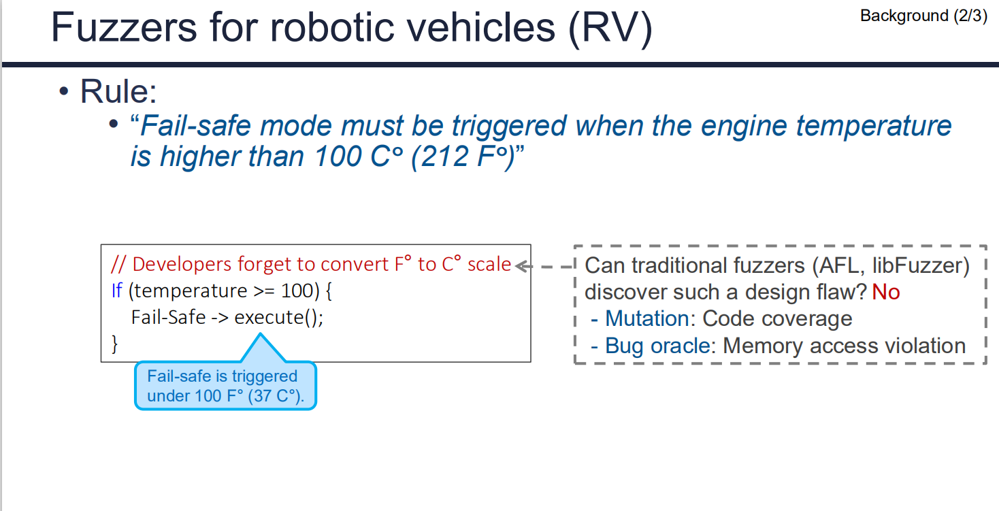 Fuzzers for robotic vehicles (RV)
Background (2/3)
• Rule:
• “Fail-safe mode must be triggered when the engine temperature
is higher than 100 C° (212 F°)”
// Developers forget to convert F° to C° scale
If (temperature >= 100) {
Fail-Safe -> execute();
}
Fail-safe is triggered
under 100 F° (37 C°).
Can traditional fuzzers (AFL, libFuzzer)
discover such a design flaw? No
- Mutation: Code coverage
- Bug oracle: Memory access violation